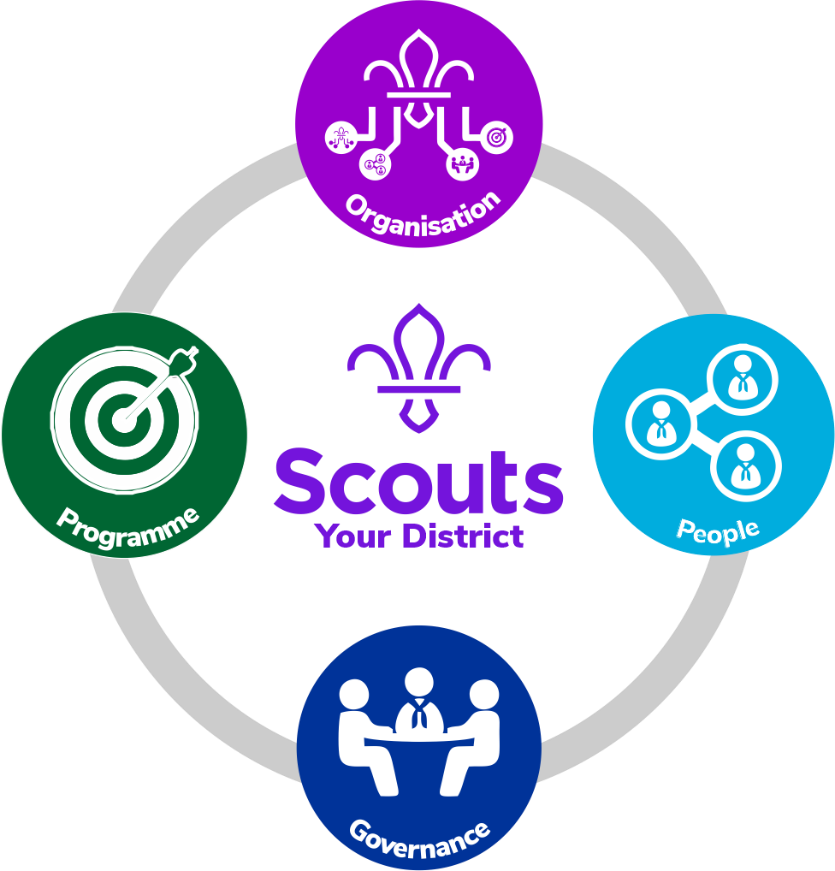 Organisation
Programme
People
Scouts
Your District
Governance